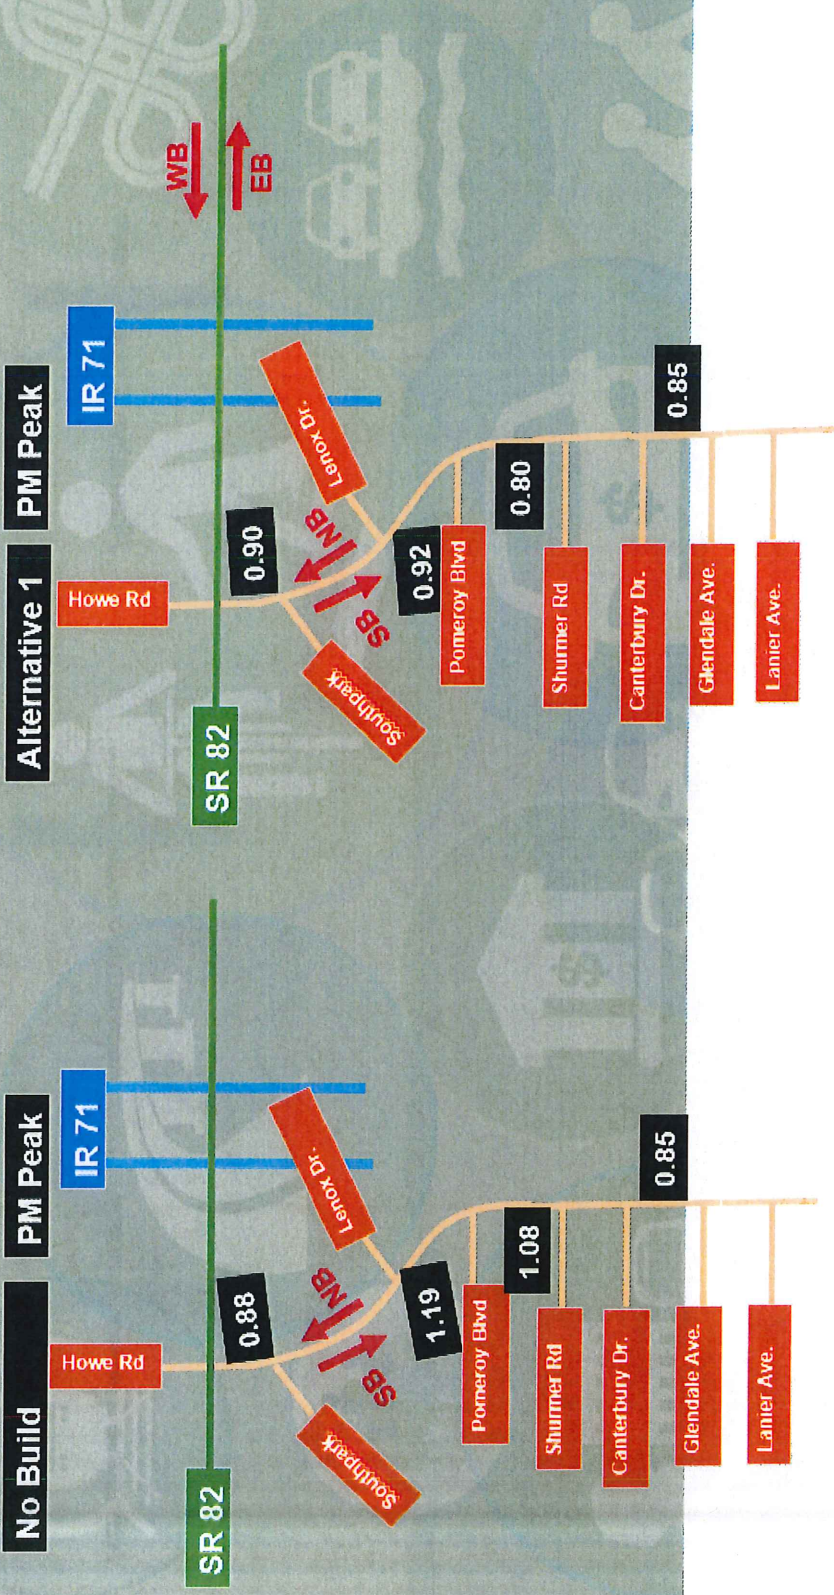 No Build
PM Peak
IR 71
Howe Rd
SR 82
0.88
NB
SB
Lenox Dr.
Southpark
1.19
Pomeroy Blvd
1.08
Shurmer Rd
Canterbury Dr.
0.85
Glendale Ave.
Lanier Ave.
Alternative 1
PM Peak
IR 71
WB
EB
Howe Rd
SR 82
0.90
NB
SB
Lenox Dr.
Southpark
0.92
Pomeroy Blvd
0.80
Shurmer Rd
Canterbury Dr.
0.85
Glendale Ave.
Lanier Ave.